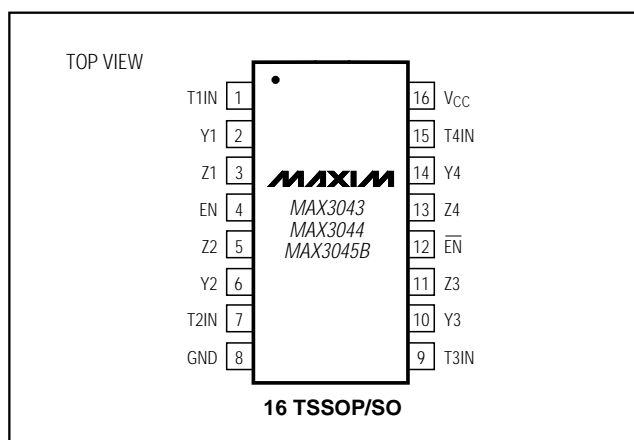 TOP VIEW
T1IN 1 16 VCC
Y1 2 15 T4IN
Z1 3 14 Y4
MAXIM
EN 4 MAX3043 13 Z4
MAX3044
Z2 5 MAX3045B 12 E̅N̅
Y2 6 11 Z3
T2IN 7 10 Y3
GND 8 9 T3IN
16 TSSOP/SO